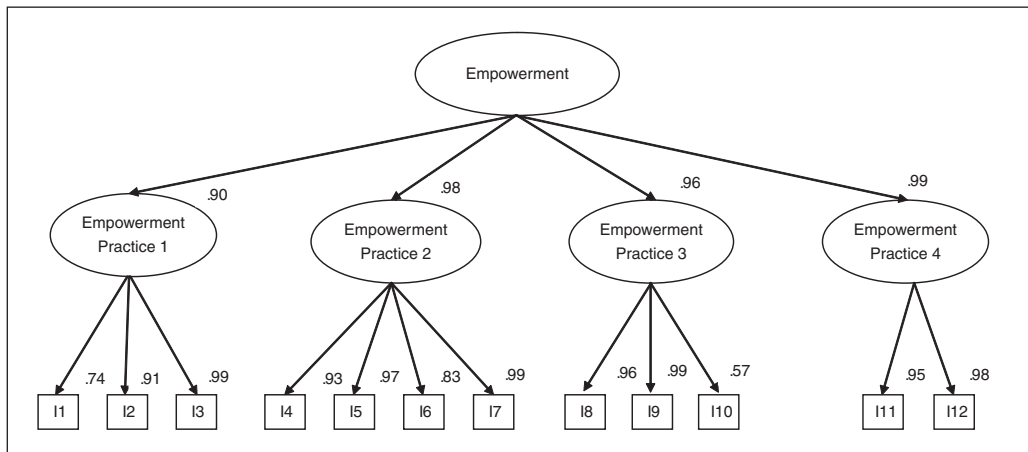 Empowerment
.90
.98
.96
.99
Empowerment
Practice 1
Empowerment
Practice 2
Empowerment
Practice 3
Empowerment
Practice 4
.74
.91
.99
.93
.97
.83
.99
.96
.99
.57
.95
.98
I1
I2
I3
I4
I5
I6
I7
I8
I9
I10
I11
I12